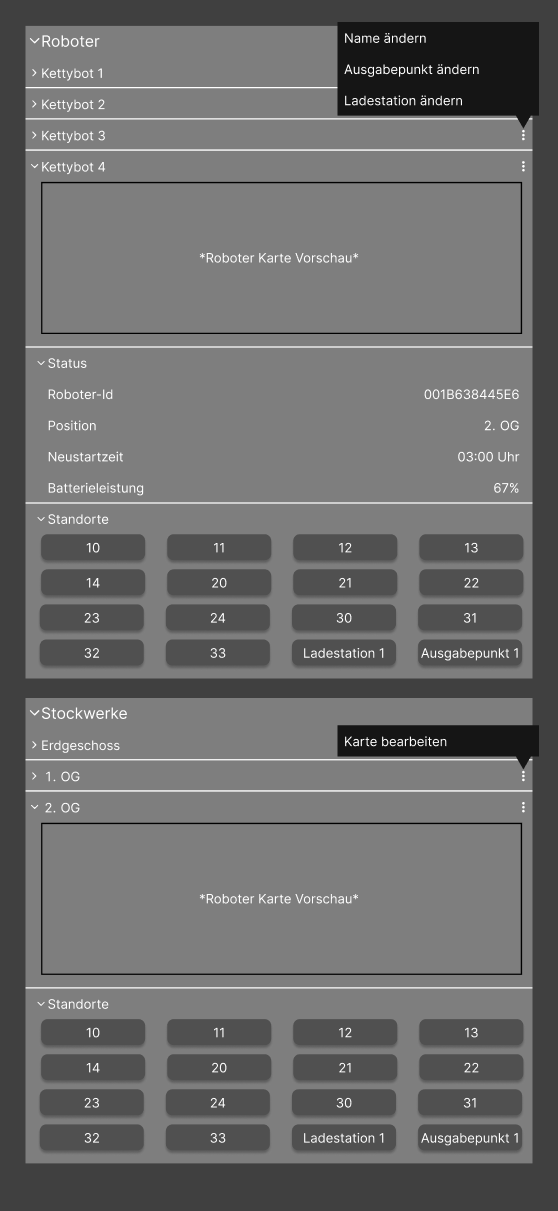 Roboter
Name ändern
Kettybot 1
Ausgabepunkt ändern
Kettybot 2
Ladestation ändern
Kettybot 3
Kettybot 4
*Roboter Karte Vorschau*
Status
Roboter-Id 001B638445E6
Position 2. OG
Neustartzeit 03:00 Uhr
Batterieleistung 67%
Standorte
10 11 12 13
14 20 21 22
23 24 30 31
32 33 Ladestation 1 Ausgabepunkt 1
Stockwerke
Erdgeschoss
Karte bearbeiten
1. OG
2. OG
*Roboter Karte Vorschau*
Standorte
10 11 12 13
14 20 21 22
23 24 30 31
32 33 Ladestation 1 Ausgabepunkt 1